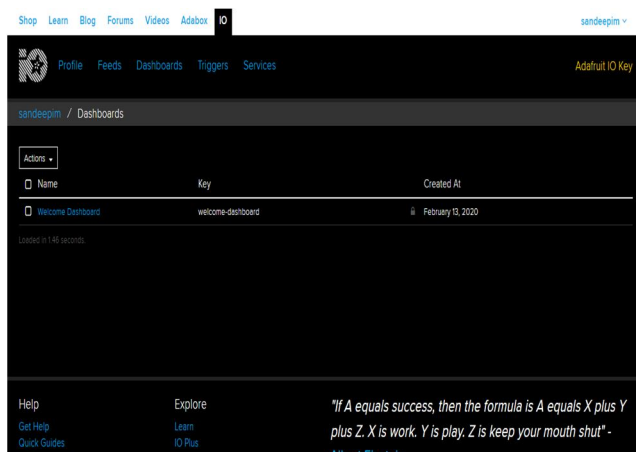 Shop Learn Blog Forums Videos Adabox IO sandeepim
io Profile Feeds Dashboards Triggers Services Adafruit IO Key
sandeepim / Dashboards
Actions
Name Key Created At
Welcome Dashboard welcome-dashboard February 13, 2020
Loaded in 1.46 seconds.
Help Explore
Get Help Learn
Quick Guides IO Plus
"If A equals success, then the formula is A equals X plus Y
plus Z. X is work. Y is play. Z is keep your mouth shut" -